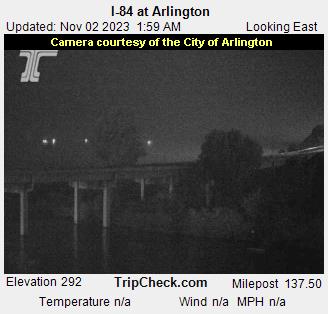 I-84 at Arlington
Updated: Nov 02 2023 1:59 AM Looking East
Camera courtesy of the City of Arlington
Elevation 292 TripCheck.com Milepost 137.50
Temperature n/a Wind n/a MPH n/a